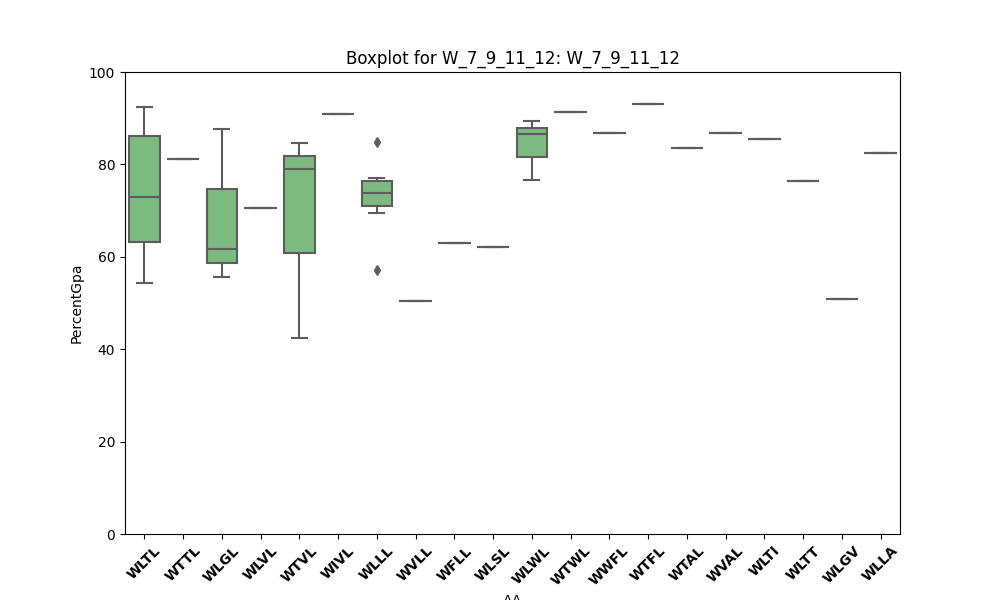 Boxplot for W_7_9_11_12: W_7_9_11_12
100
80
60
40
20
0
PercentGpa
WLTL WTTL WLGL WLVL WTVL WIVL WLLL WVLL WFLL WLSL WLWL WTWL WWFL WTFL WTAL WVAL WLTI WLTT WLGV WLLA
AA